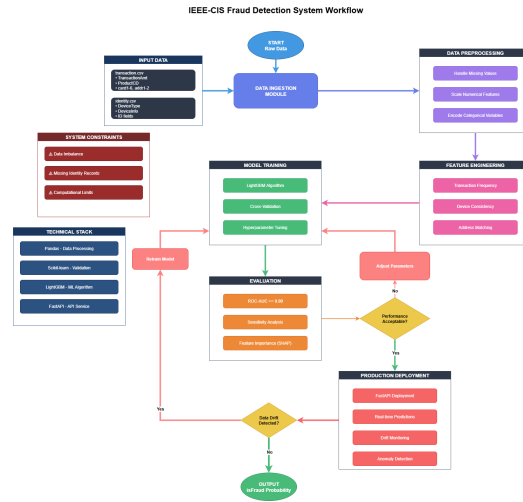 IEEE-CIS Fraud Detection System Workflow
START
Raw Data
INPUT DATA
transaction.csv
• TransactionAmt
• ProductCD
• card1-6, addr1-2
identity.csv
• DeviceType
• DeviceInfo
• ID fields
DATA INGESTION
MODULE
DATA PREPROCESSING
Handle Missing Values
Scale Numerical Features
Encode Categorical Variables
SYSTEM CONSTRAINTS
⚠ Data Imbalance
⚠ Missing Identity Records
⚠ Computational Limits
MODEL TRAINING
LightGBM Algorithm
Cross-Validation
Hyperparameter Tuning
FEATURE ENGINEERING
Transaction Frequency
Device Consistency
Address Matching
TECHNICAL STACK
Pandas - Data Processing
Scikit-learn - Validation
LightGBM - ML Algorithm
FastAPI - API Service
Retrain Model
Adjust Parameters
No
EVALUATION
Sensitivity Analysis
Feature Importance (SHAP)
Performance
Acceptable?
Yes
PRODUCTION DEPLOYMENT
FastAPI Deployment
Real-time Predictions
Drift Monitoring
Anomaly Detection
Yes
Data Drift
Detected?
No
OUTPUT
isFraud Probability